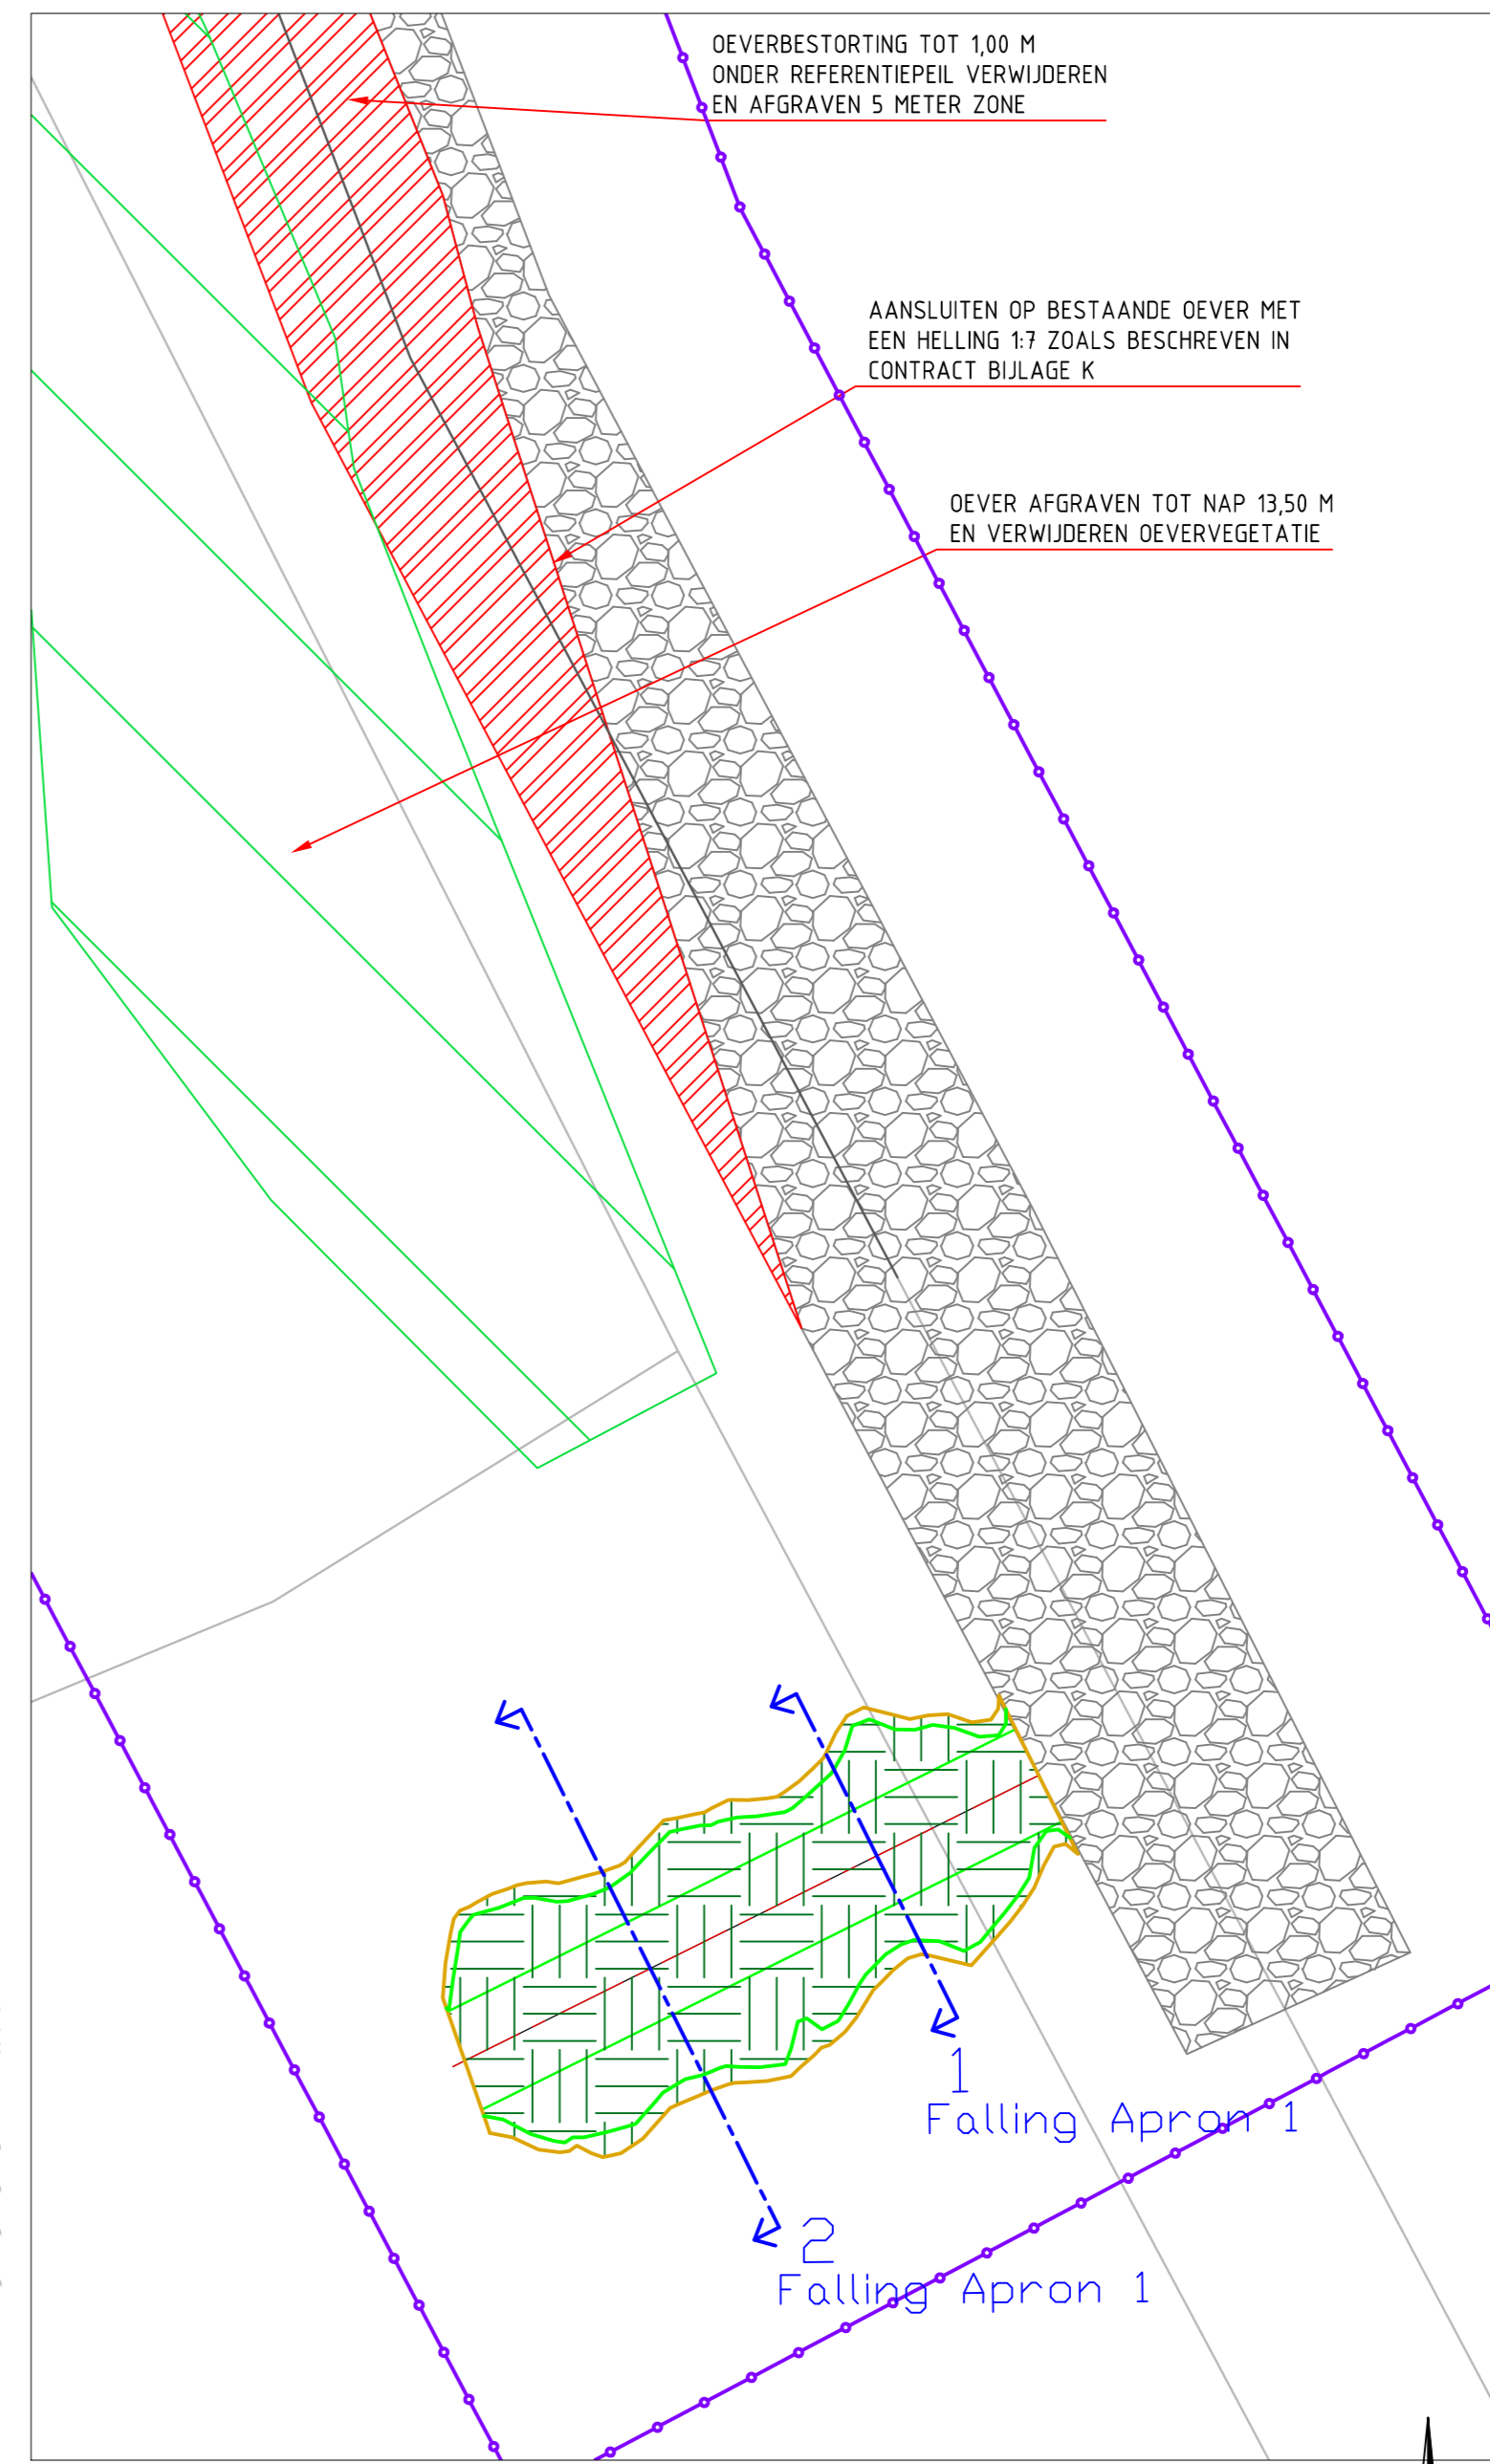 OEVERBESTORTING TOT 1,00 M
ONDER REFERENTIEPEIL VERWIJDEREN
EN AFGRAVEN 5 METER ZONE
AANSLUITEN OP BESTAANDE OEVER MET
EEN HELLING 1:7 ZOALS BESCHREVEN IN
CONTRACT BIJLAGE K
OEVER AFGRAVEN TOT NAP 13,50 M
EN VERWIJDEREN OEVERVEGETATIE
1
Falling Apron 1
2
Falling Apron 1